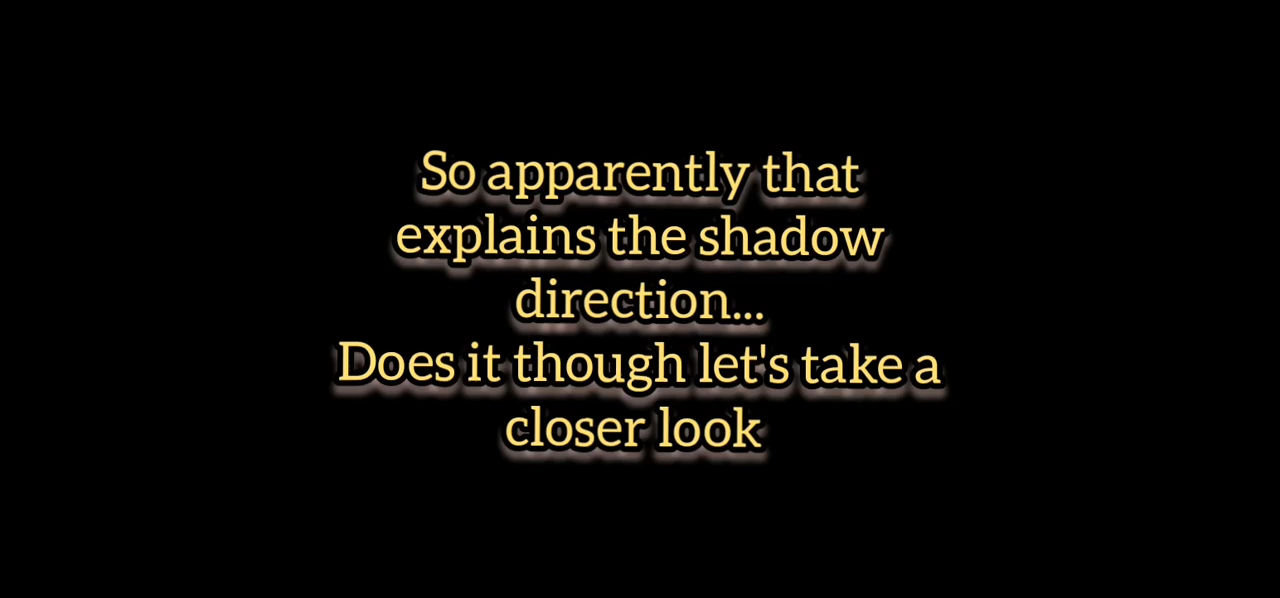 So apparently that
explains the shadow
direction...
Does it though let's take a
closer look